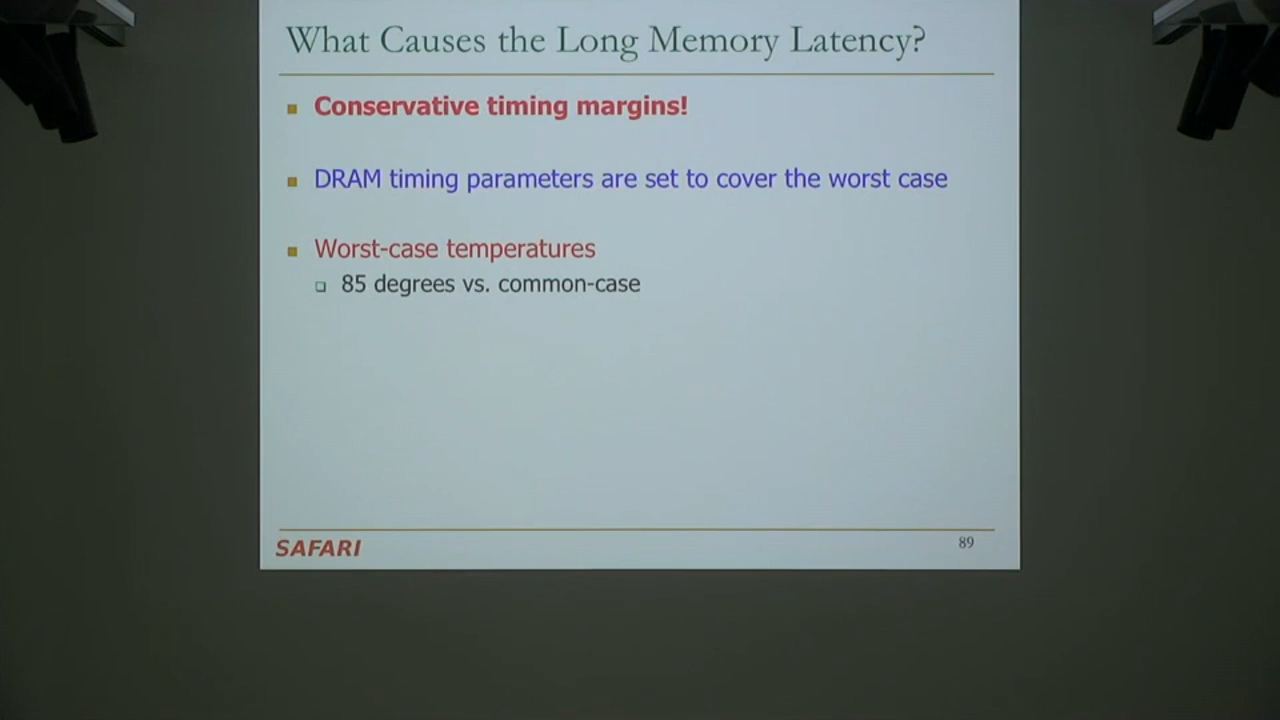 What Causes the Long Memory Latency?
Conservative timing margins!
DRAM timing parameters are set to cover the worst case
Worst-case temperatures
85 degrees vs. common-case
SAFARI
89